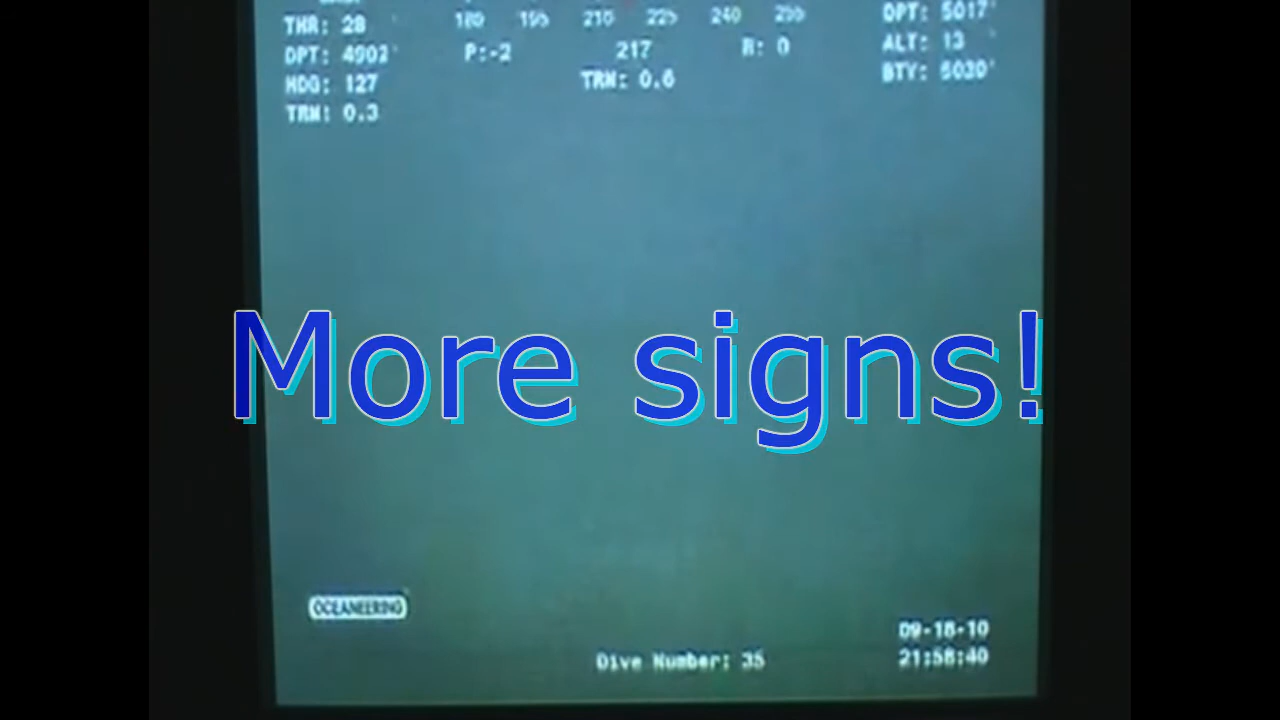 180 195 210 225 240 255
THR: 28
DPT: 4902'
HDG: 127
TRN: 0.3
P:-2
217
R: 0
TRN: 0.6
DPT: 5017'
ALT: 13 '
BTY: 5030'
More signs!
OCEANEERING
Dive Number: 35
09-18-10
21:58:40